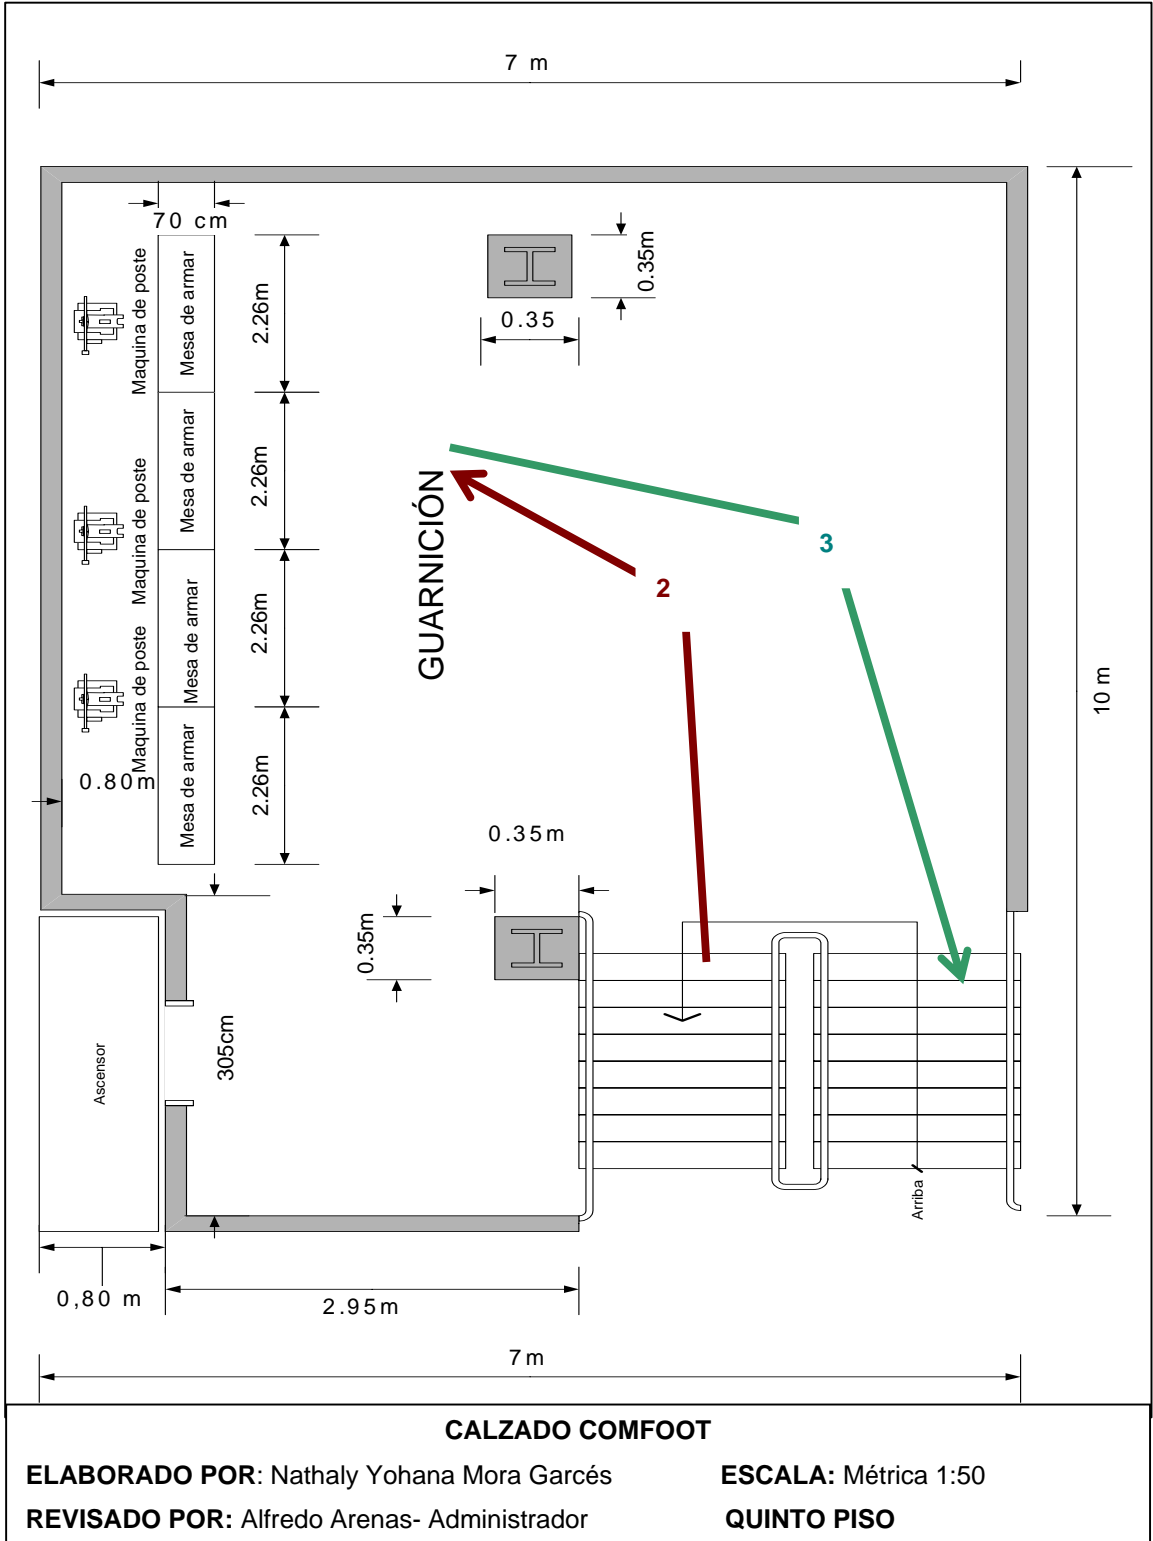 7 m
70 cm
Maquina de poste
Mesa de armar
2.26m
0.35m
0.35
Maquina de poste
Mesa de armar
2.26m
GUARNICIÓN
3
2
Maquina de poste
Mesa de armar
2.26m
10 m
0.80m
Mesa de armar
2.26m
0.35m
0.35m
Ascensor
305cm
Arriba
0,80 m
2.95m
7 m
CALZADO COMFOOT
ELABORADO POR: Nathaly Yohana Mora Garcés
ESCALA: Métrica 1:50
REVISADO POR: Alfredo Arenas- Administrador
QUINTO PISO